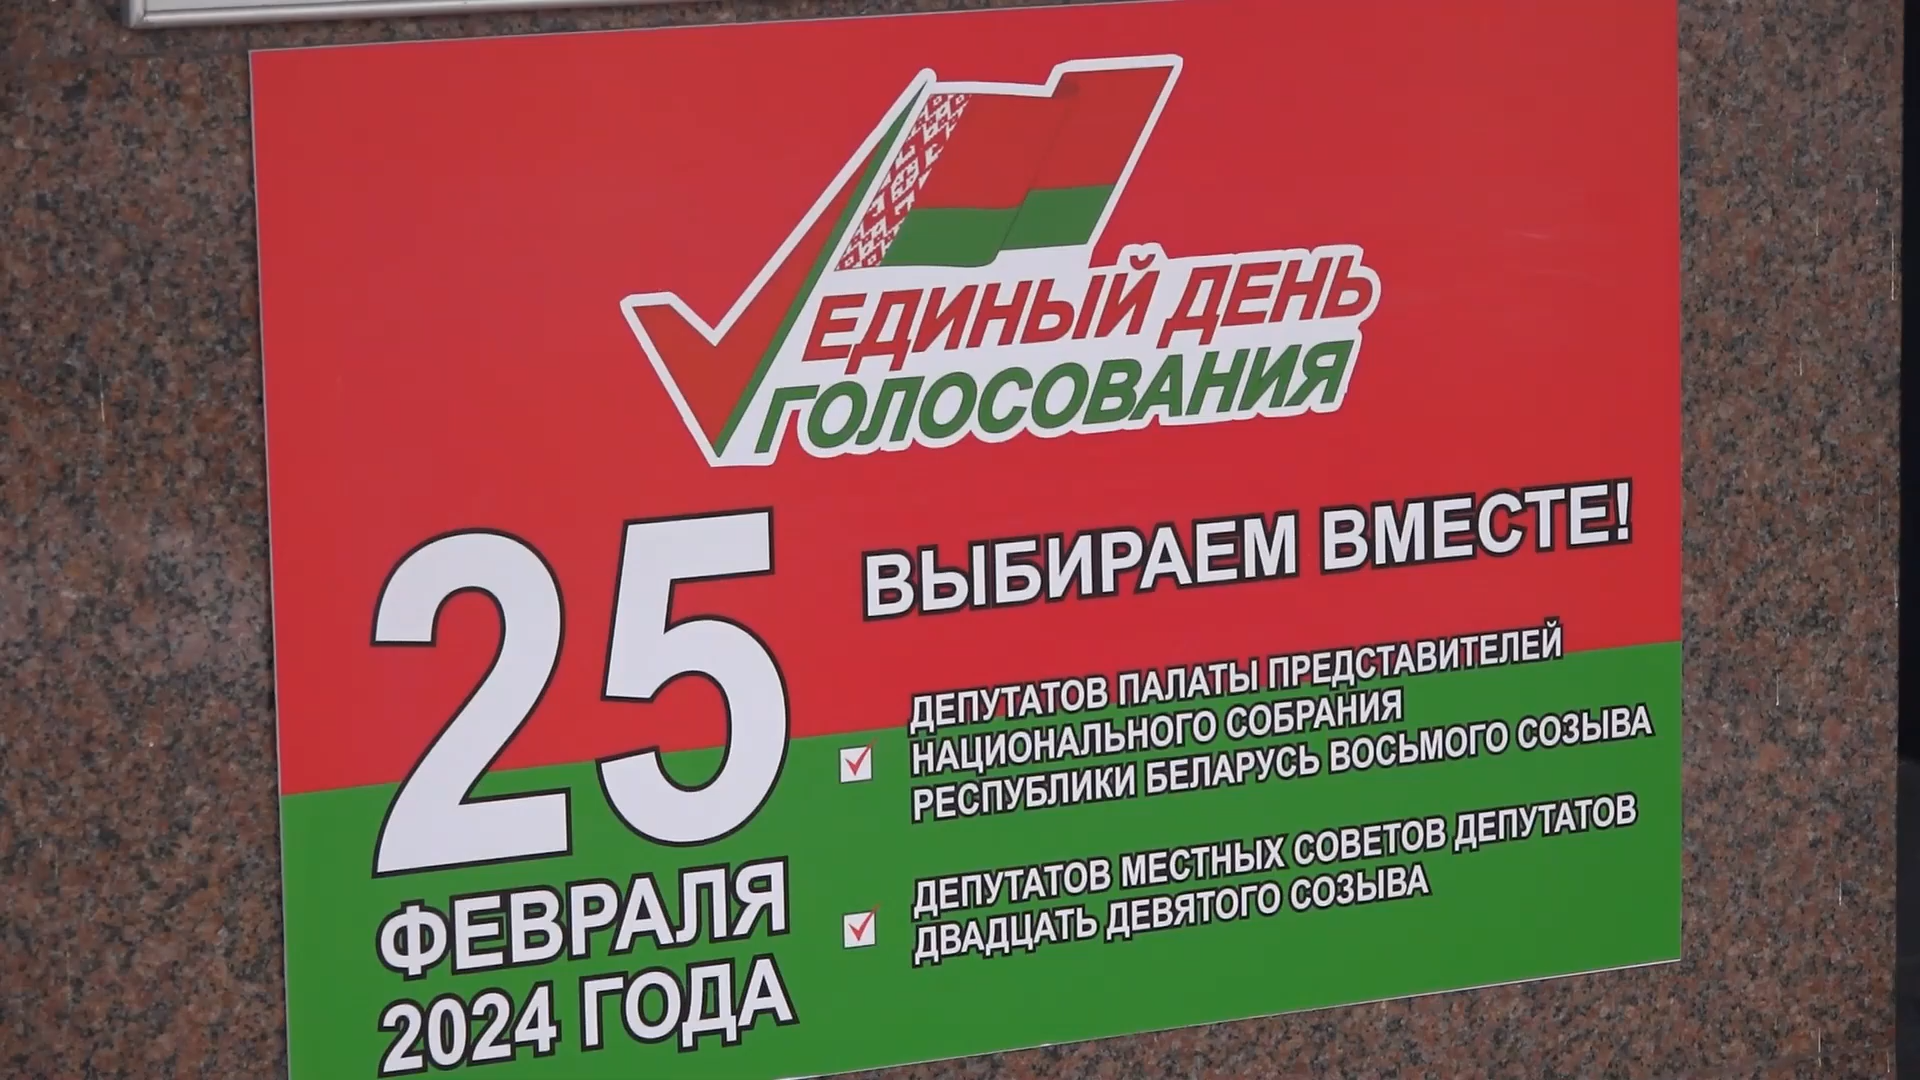 ЕДИНЫЙ ДЕНЬ
ГОЛОСОВАНИЯ
25
ФЕВРАЛЯ
2024 ГОДА
ВЫБИРАЕМ ВМЕСТЕ!
ДЕПУТАТОВ ПАЛАТЫ ПРЕДСТАВИТЕЛЕЙ
НАЦИОНАЛЬНОГО СОБРАНИЯ
РЕСПУБЛИКИ БЕЛАРУСЬ ВОСЬМОГО СОЗЫВА
ДЕПУТАТОВ МЕСТНЫХ СОВЕТОВ ДЕПУТАТОВ
ДВАДЦАТЬ ДЕВЯТОГО СОЗЫВА